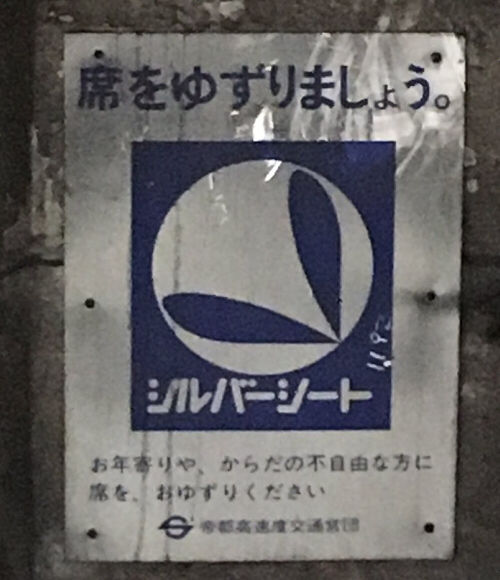 席をゆずりましょう。
シルバーシート
お年寄りや、からだの不自由な方に
席を、おゆずりください
帝都高速度交通営団